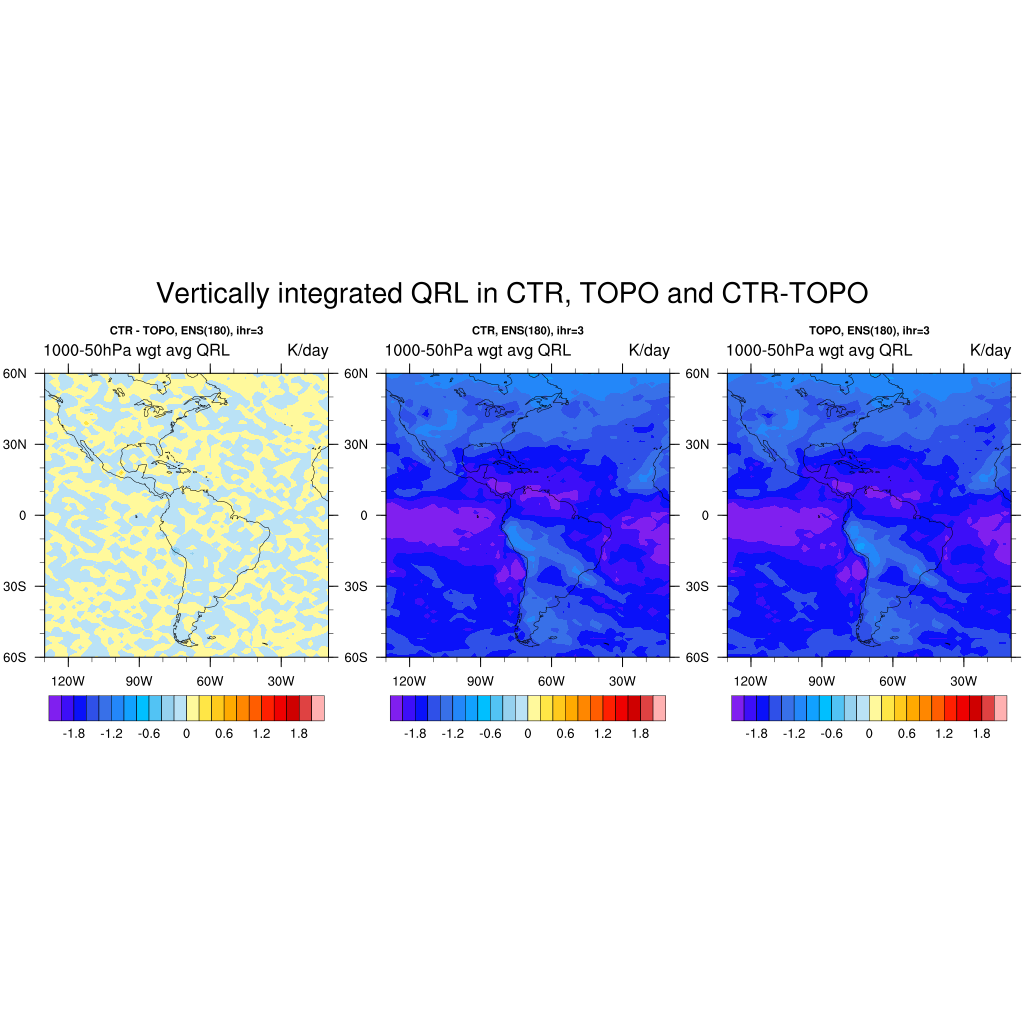 Vertically integrated QRL in CTR, TOPO and CTR-TOPO
CTR - TOPO, ENS(180), ihr=3
1000-50hPa wgt avg QRL K/day
60N
30N
0
30S
60S
120W 90W 60W 30W
-1.8 -1.2 -0.6 0 0.6 1.2 1.8
CTR, ENS(180), ihr=3
1000-50hPa wgt avg QRL K/day
60N
30N
0
30S
60S
120W 90W 60W 30W
-1.8 -1.2 -0.6 0 0.6 1.2 1.8
TOPO, ENS(180), ihr=3
1000-50hPa wgt avg QRL K/day
60N
30N
0
30S
60S
120W 90W 60W 30W
-1.8 -1.2 -0.6 0 0.6 1.2 1.8